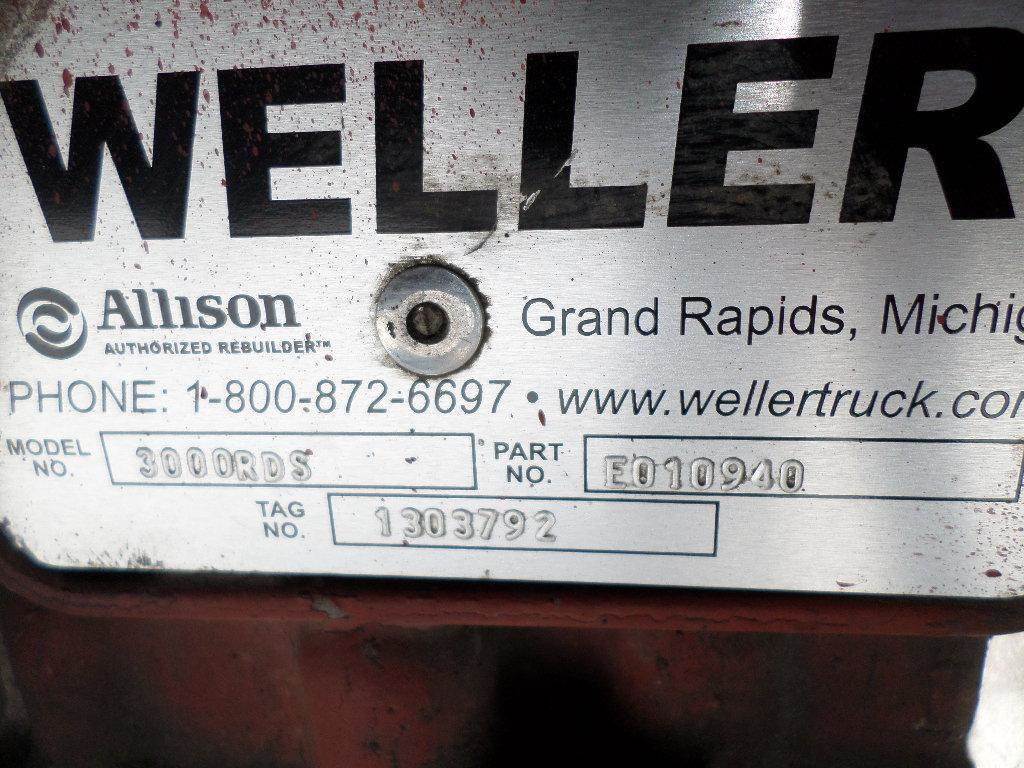 WELLER
Allison
AUTHORIZED REBUILDER™
Grand Rapids, Michig
PHONE: 1-800-872-6697 • www.wellertruck.com
MODEL NO. 3000RDS
PART NO. E010940
TAG NO. 1303792